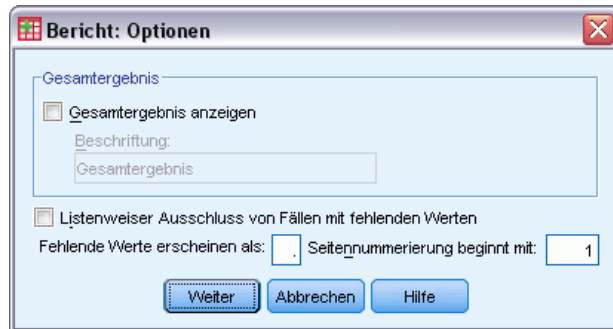 Bericht: Optionen
Gesamtergebnis
Gesamtergebnis anzeigen
Beschriftung:
Gesamtergebnis
Listenweiser Ausschluss von Fällen mit fehlenden Werten
Fehlende Werte erscheinen als: . Seitennummerierung beginnt mit: 1
Weiter Abbrechen Hilfe